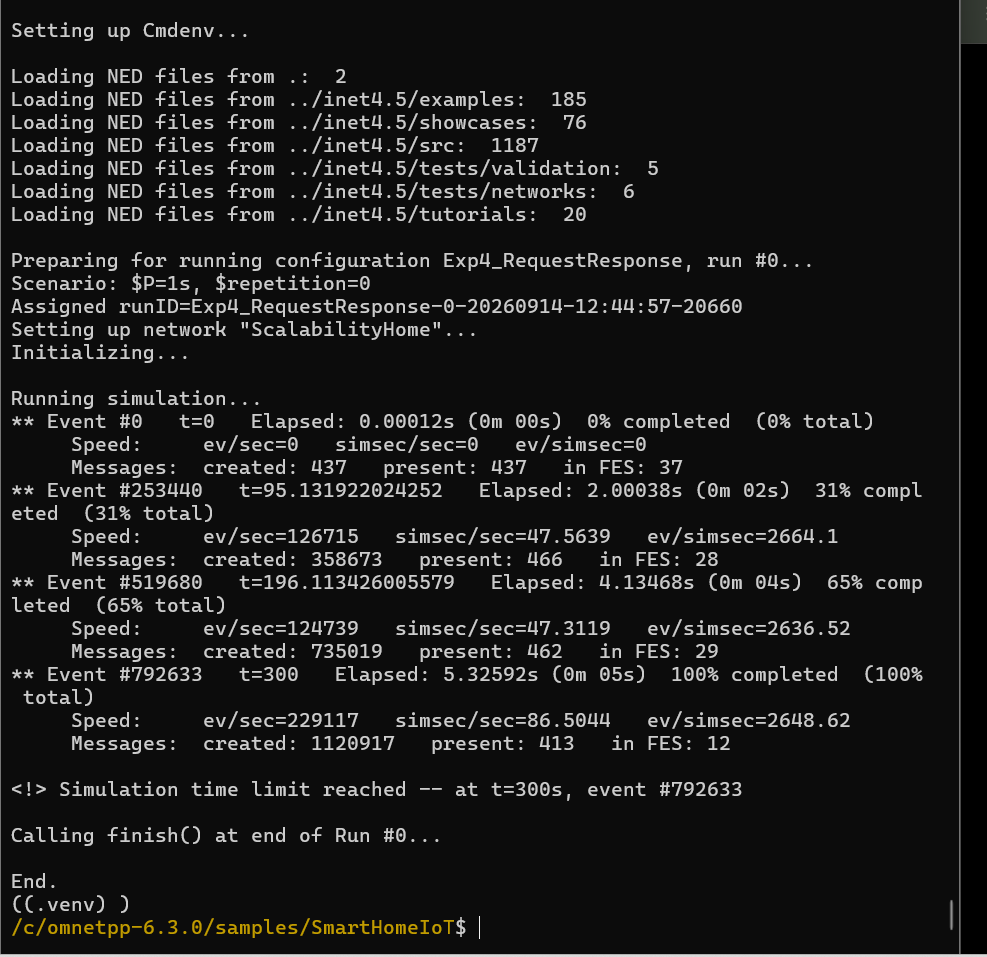 Setting up Cmdenv...
Loading NED files from .:  2
Loading NED files from ../inet4.5/examples:  185
Loading NED files from ../inet4.5/showcases:  76
Loading NED files from ../inet4.5/src:  1187
Loading NED files from ../inet4.5/tests/validation:  5
Loading NED files from ../inet4.5/tests/networks:  6
Loading NED files from ../inet4.5/tutorials:  20
Preparing for running configuration Exp4_RequestResponse, run #0...
Scenario: $P=1s, $repetition=0
Assigned runID=Exp4_RequestResponse-0-20260914-12:44:57-20660
Setting up network "ScalabilityHome"...
Initializing...
Running simulation...
** Event #0   t=0   Elapsed: 0.00012s (0m 00s)  0% completed  (0% total)
     Speed:     ev/sec=0   simsec/sec=0   ev/simsec=0
     Messages:  created: 437   present: 437   in FES: 37
** Event #253440   t=95.131922024252   Elapsed: 2.00038s (0m 02s)  31% compl
eted  (31% total)
     Speed:     ev/sec=126715   simsec/sec=47.5639   ev/simsec=2664.1
     Messages:  created: 358673   present: 466   in FES: 28
** Event #519680   t=196.113426005579   Elapsed: 4.13468s (0m 04s)  65% comp
leted  (65% total)
     Speed:     ev/sec=124739   simsec/sec=47.3119   ev/simsec=2636.52
     Messages:  created: 735019   present: 462   in FES: 29
** Event #792633   t=300   Elapsed: 5.32592s (0m 05s)  100% completed  (100%
 total)
     Speed:     ev/sec=229117   simsec/sec=86.5044   ev/simsec=2648.62
     Messages:  created: 1120917   present: 413   in FES: 12
<!> Simulation time limit reached -- at t=300s, event #792633
Calling finish() at end of Run #0...
End.
((.venv) )
/c/omnetpp-6.3.0/samples/SmartHomeIoT$